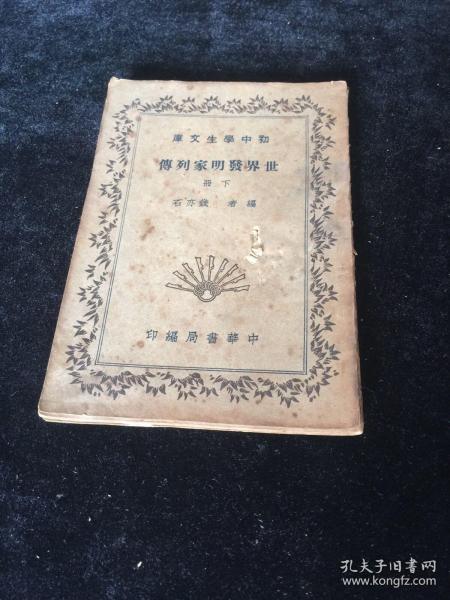 初中學生文庫
世界發明家列傳
下冊
編者 錢亦石
中華書局編印
孔夫子旧书网
www.kongfz.com